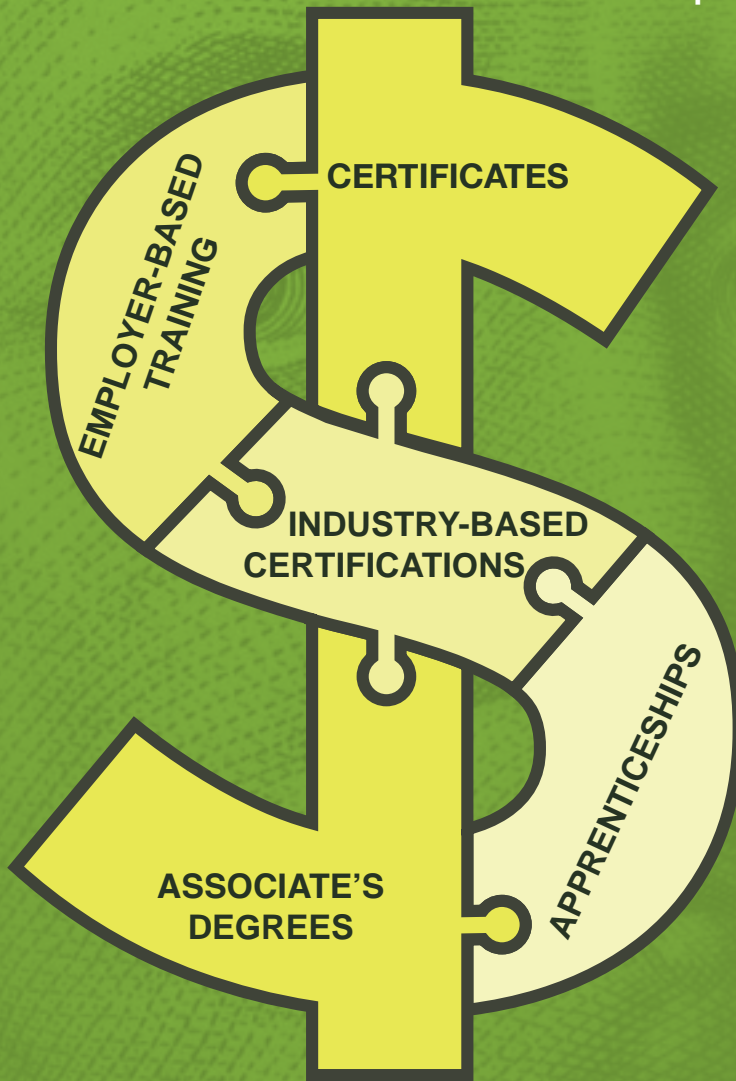 CERTIFICATES
EMPLOYER-BASED
TRAINING
INDUSTRY-BASED
CERTIFICATIONS
APPRENTICESHIPS
ASSOCIATE’S
DEGREES